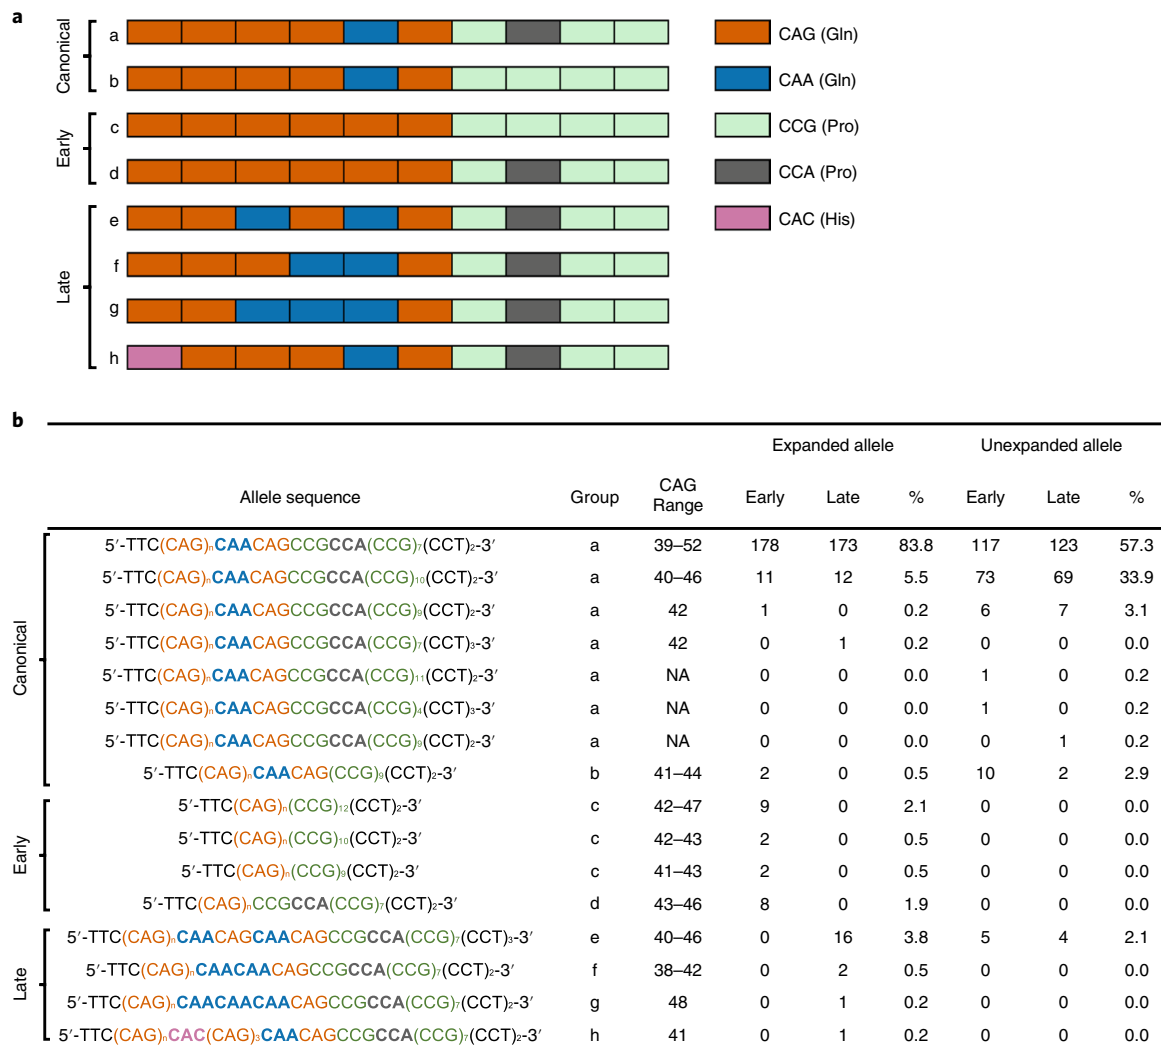 a
Canonical
a
CAG (Gln)
b
CAA (Gln)
Early
c
CCG (Pro)
d
CCA (Pro)
Late
e
CAC (His)
f
g
h
b
Expanded allele Unexpanded allele
Allele sequence Group CAG Range Early Late % Early Late %
Canonical
5′-TTC(CAG)nCAACAGCCGCCA(CCG)7(CCT)2-3′ a 39–52 178 173 83.8 117 123 57.3
5′-TTC(CAG)nCAACAGCCGCCA(CCG)10(CCT)2-3′ a 40–46 11 12 5.5 73 69 33.9
5′-TTC(CAG)nCAACAGCCGCCA(CCG)9(CCT)2-3′ a 42 1 0 0.2 6 7 3.1
5′-TTC(CAG)nCAACAGCCGCCA(CCG)7(CCT)3-3′ a 42 0 1 0.2 0 0 0.0
5′-TTC(CAG)nCAACAGCCGCCA(CCG)11(CCT)2-3′ a NA 0 0 0.0 1 0 0.2
5′-TTC(CAG)nCAACAGCCGCCA(CCG)4(CCT)3-3′ a NA 0 0 0.0 1 0 0.2
5′-TTC(CAG)nCAACAGCCGCCA(CCG)9(CCT)2-3′ a NA 0 0 0.0 0 1 0.2
5′-TTC(CAG)nCAACAG(CCG)9(CCT)2-3′ b 41–44 2 0 0.5 10 2 2.9
Early
5′-TTC(CAG)n(CCG)12(CCT)2-3′ c 42–47 9 0 2.1 0 0 0.0
5′-TTC(CAG)n(CCG)10(CCT)2-3′ c 42–43 2 0 0.5 0 0 0.0
5′-TTC(CAG)n(CCG)9(CCT)2-3′ c 41–43 2 0 0.5 0 0 0.0
5′-TTC(CAG)nCCGCCA(CCG)7(CCT)2-3′ d 43–46 8 0 1.9 0 0 0.0
Late
5′-TTC(CAG)nCAACAGCAACAGCCGCCA(CCG)7(CCT)3-3′ e 40–46 0 16 3.8 5 4 2.1
5′-TTC(CAG)nCAACAACAGCCGCCA(CCG)7(CCT)2-3′ f 38–42 0 2 0.5 0 0 0.0
5′-TTC(CAG)nCAACAACAACAGCCGCCA(CCG)7(CCT)2-3′ g 48 0 1 0.2 0 0 0.0
5′-TTC(CAG)nCAC(CAG)3CAACAGCCGCCA(CCG)7(CCT)2-3′ h 41 0 1 0.2 0 0 0.0